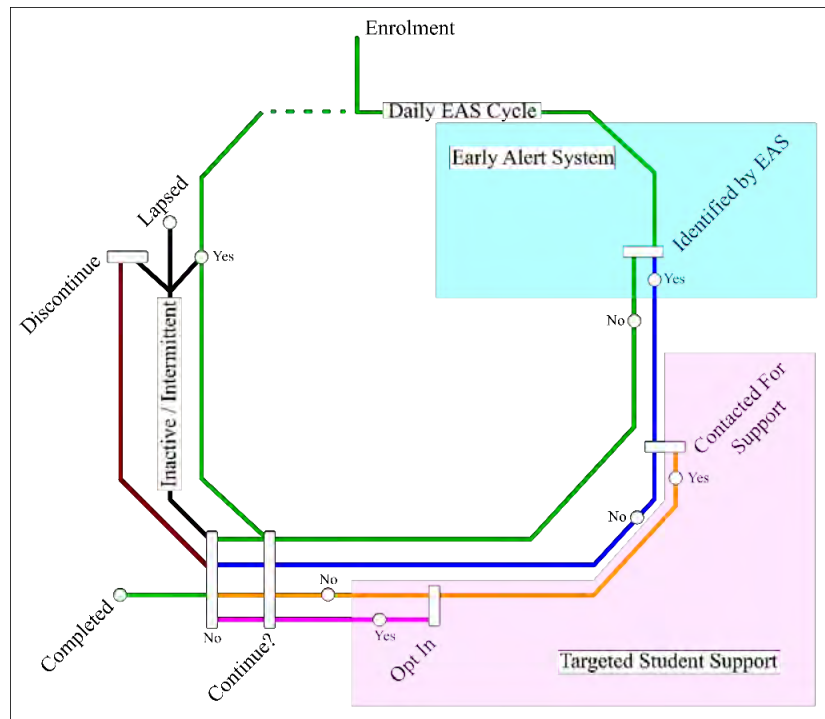 Enrolment
Daily EAS Cycle
Early Alert System
Identified by EAS
Lapsed
Yes
Yes
Discontinue
No
Inactive / Intermittent
Contacted For
Support
Yes
No
No
Completed
No
Yes
Continue?
Opt In
Targeted Student Support